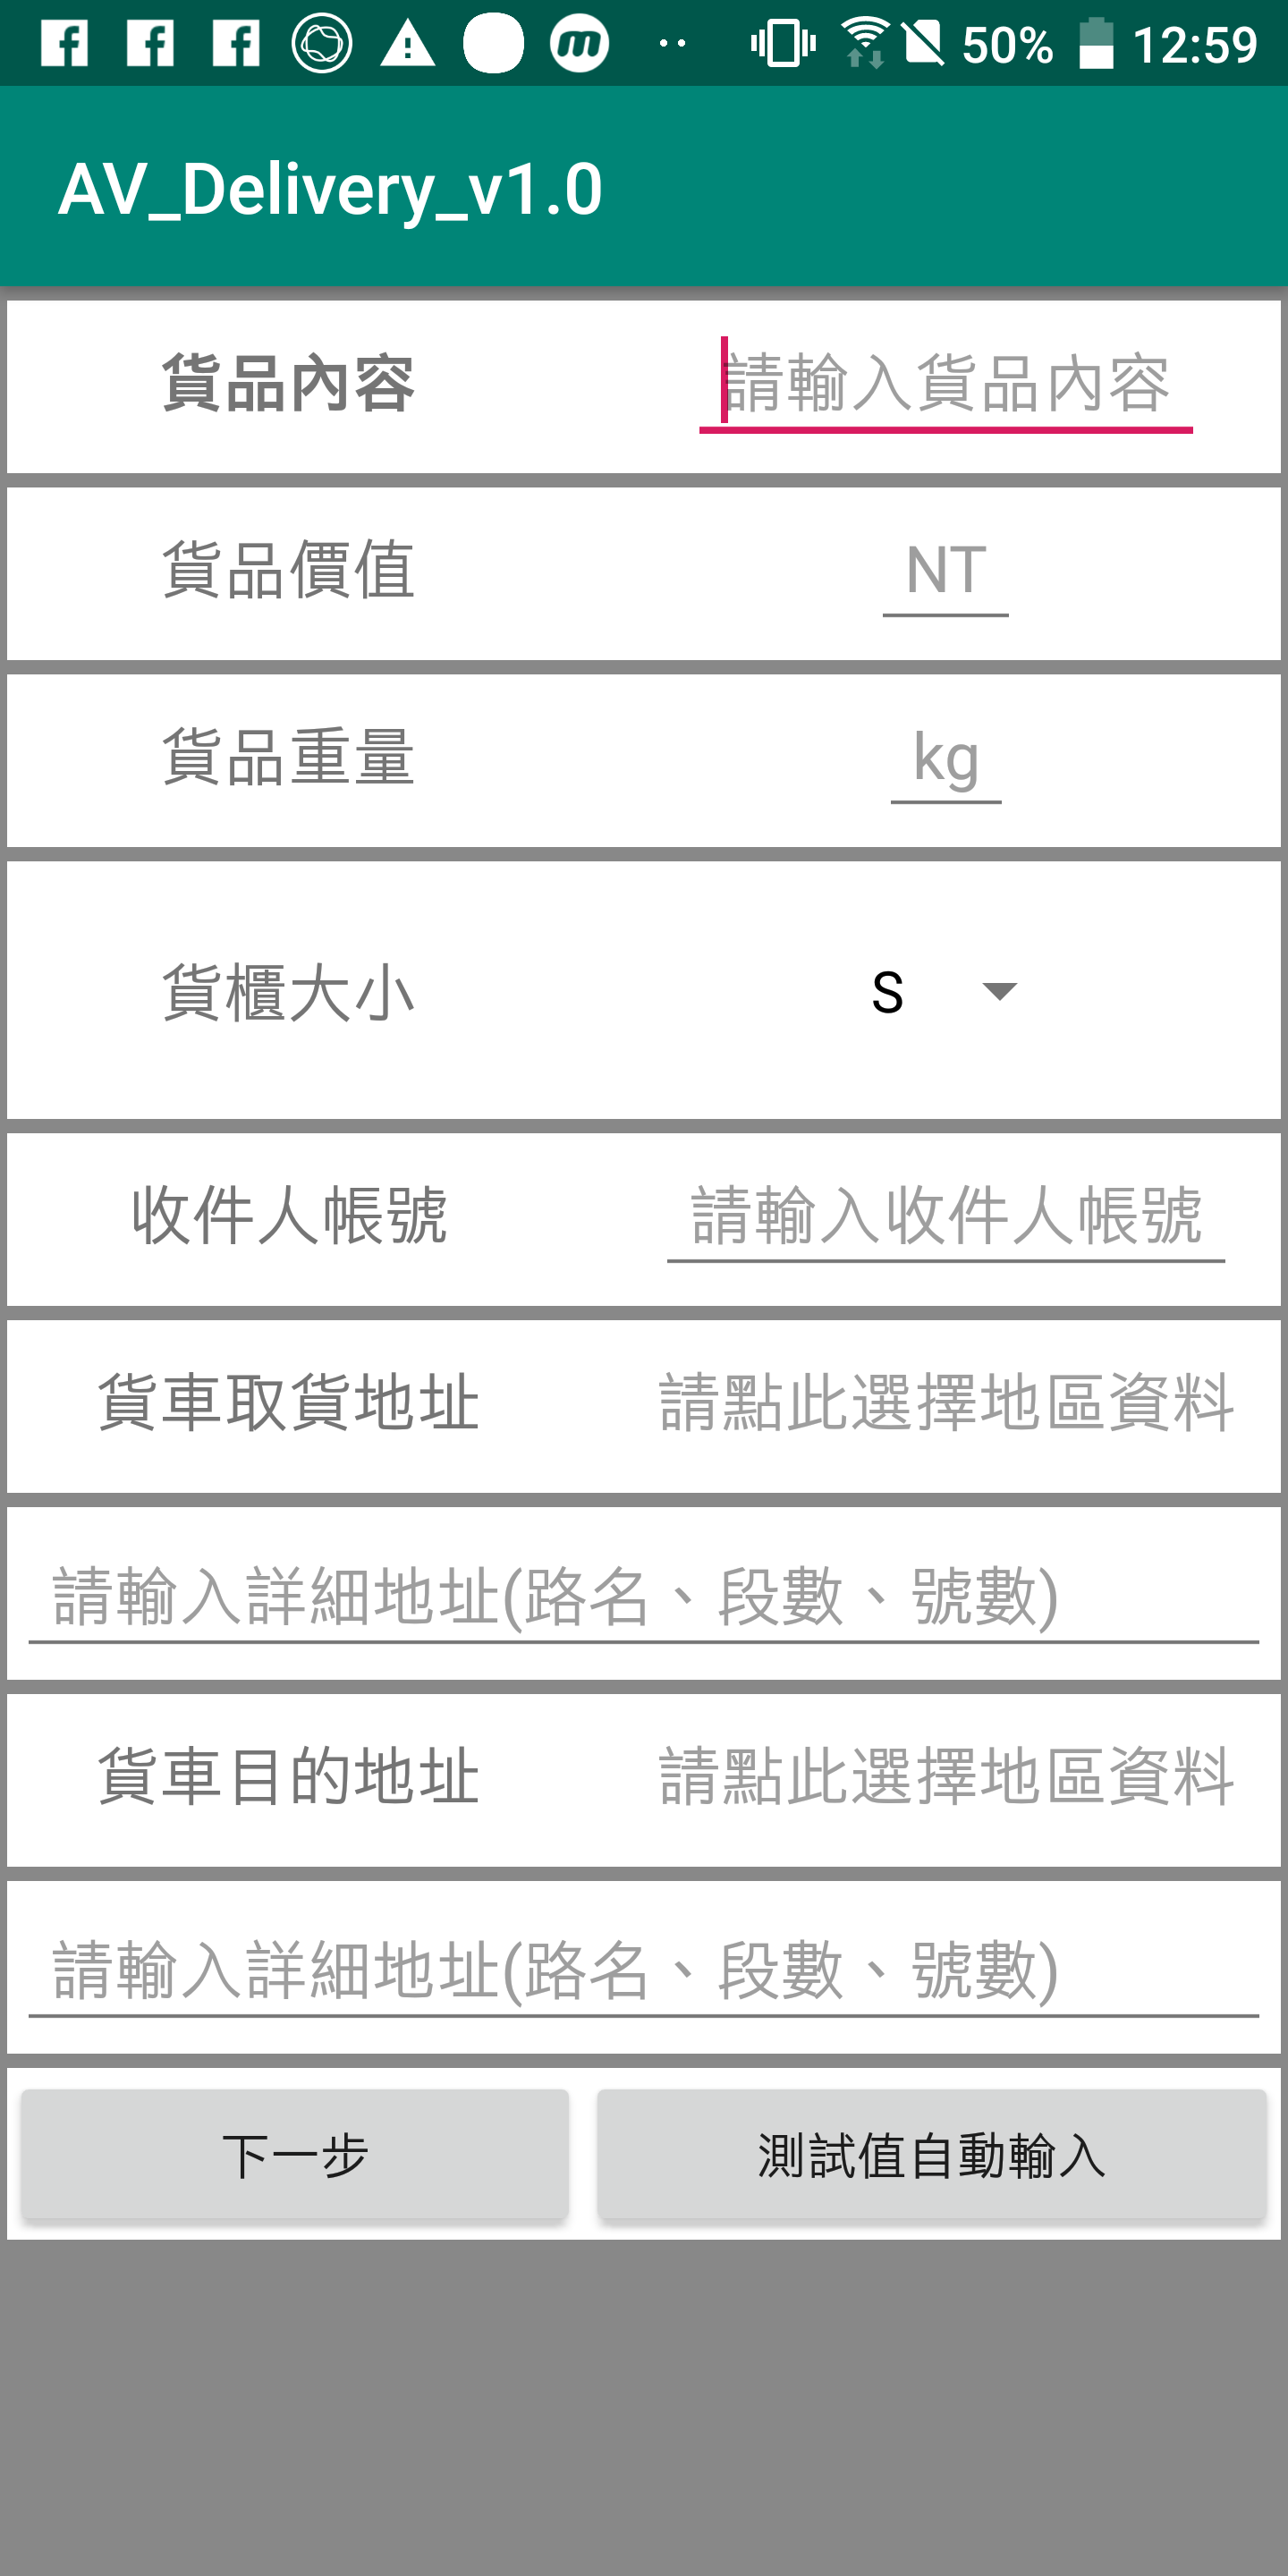 50% 12:59
AV_Delivery_v1.0
貨品內容 請輸入貨品內容
貨品價值 NT
貨品重量 kg
貨櫃大小 S
收件人帳號 請輸入收件人帳號
貨車取貨地址 請點此選擇地區資料
請輸入詳細地址(路名、段數、號數)
貨車目的地址 請點此選擇地區資料
請輸入詳細地址(路名、段數、號數)
下一步 測試值自動輸入